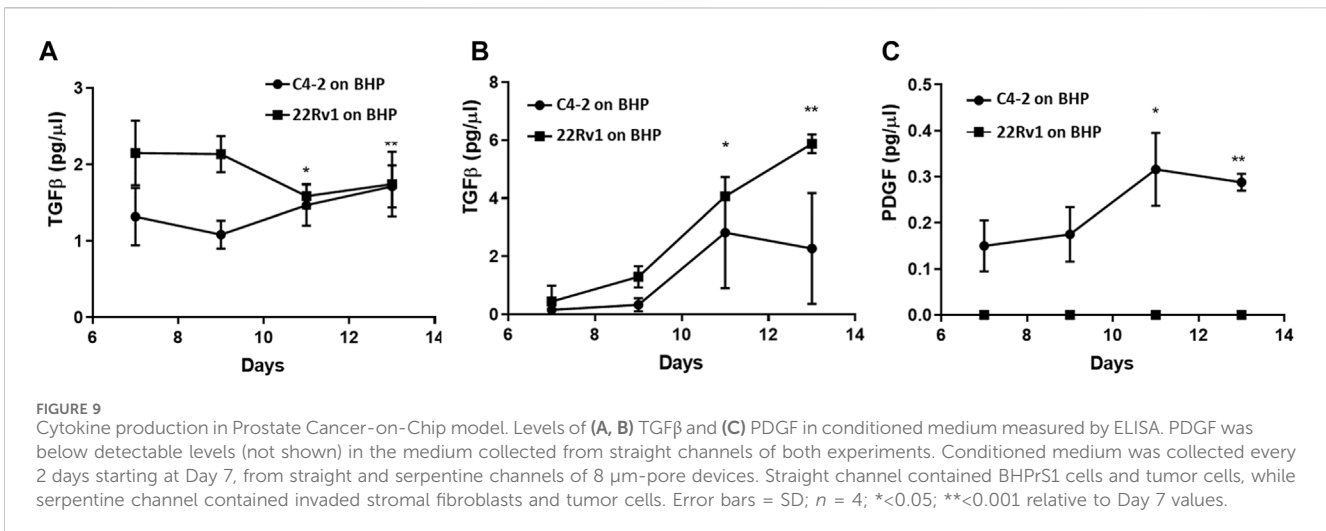 A
B
C
C4-2 on BHP
22Rv1 on BHP
TGFβ (pg/µl)
3
2
1
0
*
**
6
8
10
12
14
Days
C4-2 on BHP
22Rv1 on BHP
TGFβ (pg/µl)
8
6
4
2
0
*
**
6
8
10
12
14
Days
C4-2 on BHP
22Rv1 on BHP
PDGF (pg/µl)
0.5
0.4
0.3
0.2
0.1
0.0
*
**
6
8
10
12
14
Days
FIGURE 9
Cytokine production in Prostate Cancer-on-Chip model. Levels of (A, B) TGFβ and (C) PDGF in conditioned medium measured by ELISA. PDGF was
below detectable levels (not shown) in the medium collected from straight channels of both experiments. Conditioned medium was collected every
2 days starting at Day 7, from straight and serpentine channels of 8 µm-pore devices. Straight channel contained BHPrS1 cells and tumor cells, while
serpentine channel contained invaded stromal fibroblasts and tumor cells. Error bars = SD; n = 4; *<0.05; **<0.001 relative to Day 7 values.